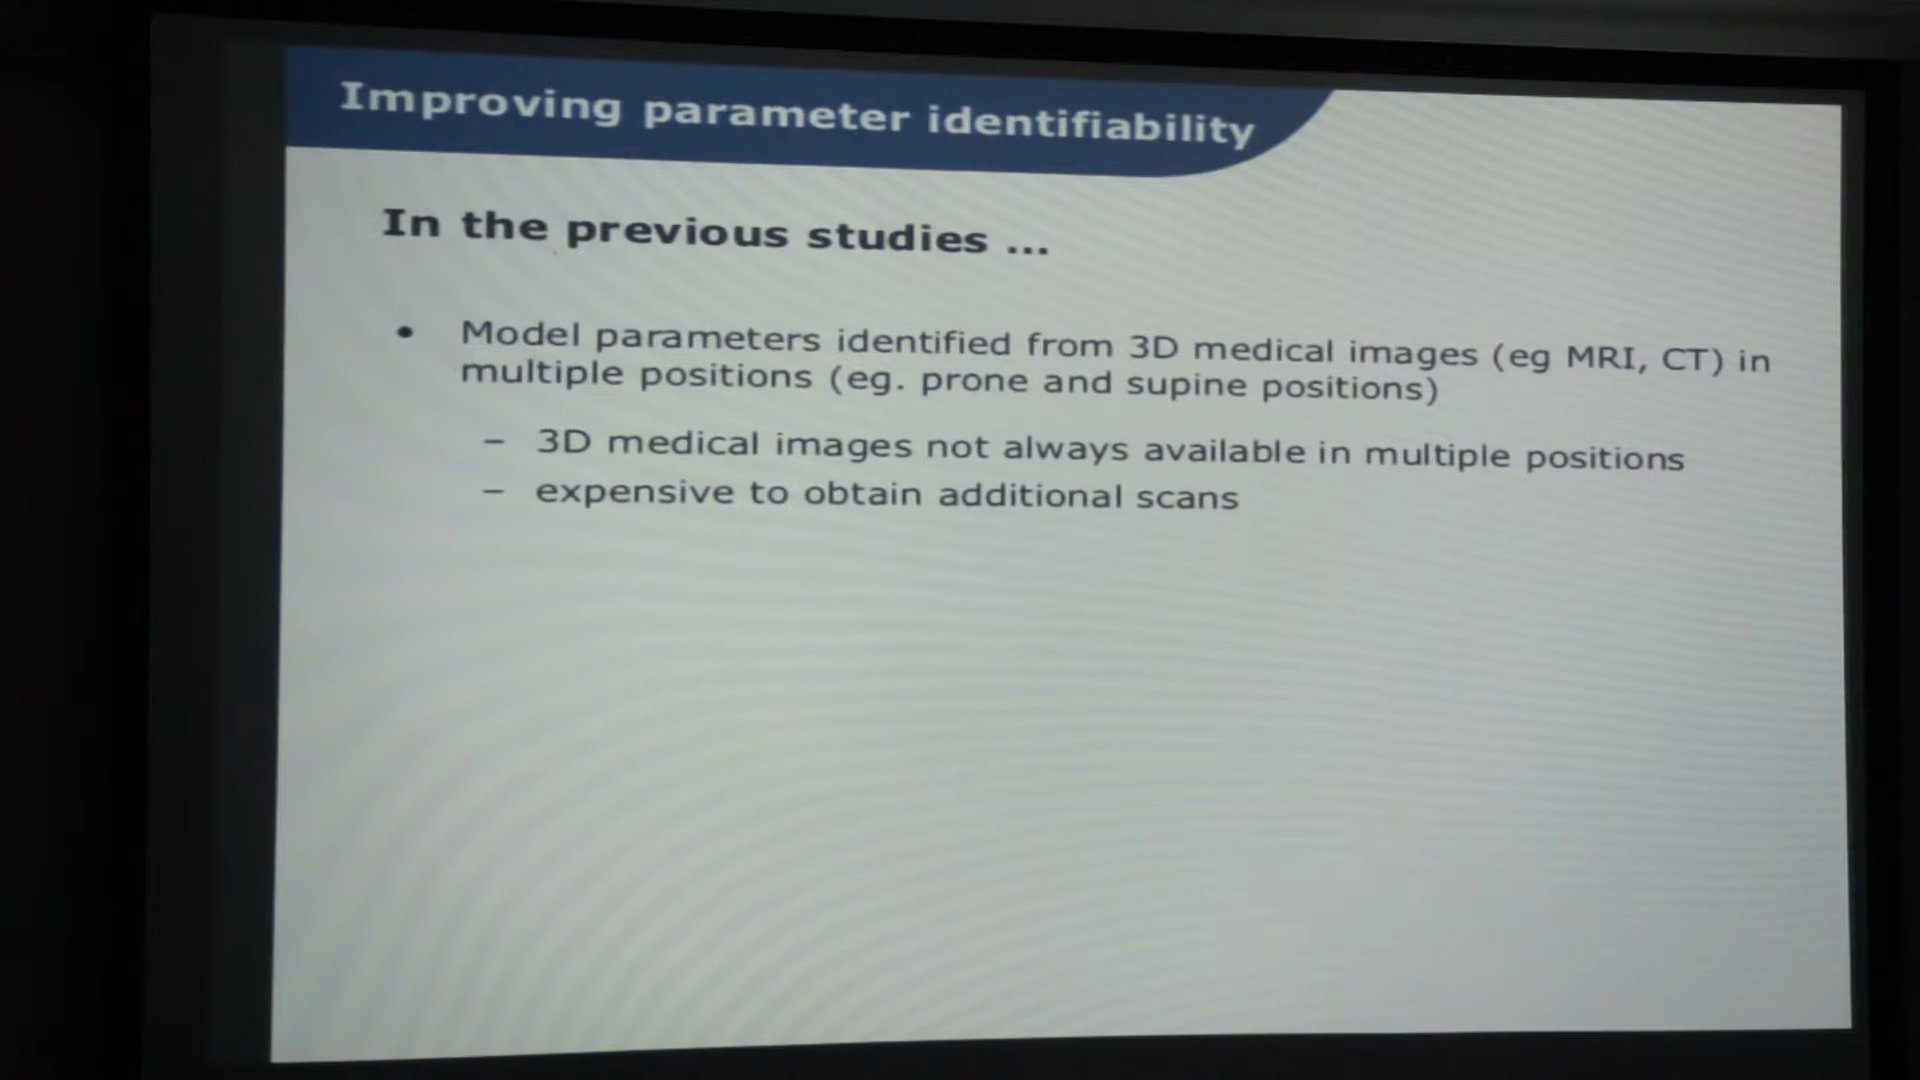 Improving parameter identifiability
In the previous studies ...
• Model parameters identified from 3D medical images (eg MRI, CT) in
multiple positions (eg. prone and supine positions)
– 3D medical images not always available in multiple positions
– expensive to obtain additional scans